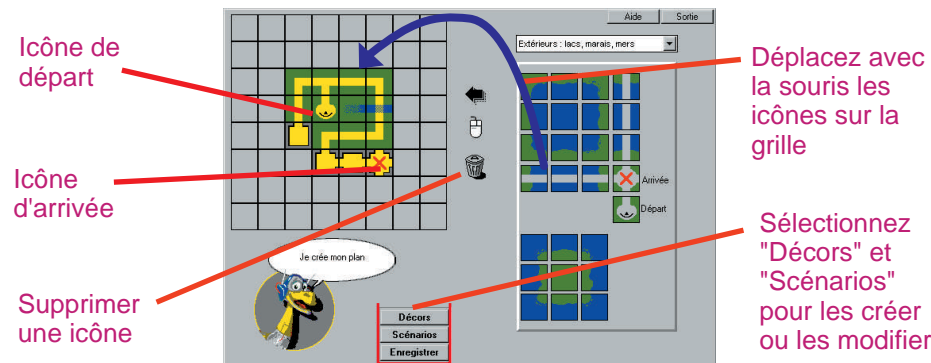 Icône de
départ
Icône
d'arrivée
Supprimer
une icône
Aide
Sortie
Extérieurs : lacs, marais, mers
Arrivée
Départ
Je crée mon plan
Décors
Scénarios
Enregistrer
Déplacez avec
la souris les
icônes sur la
grille
Sélectionnez
"Décors" et
"Scénarios"
pour les créer
ou les modifier